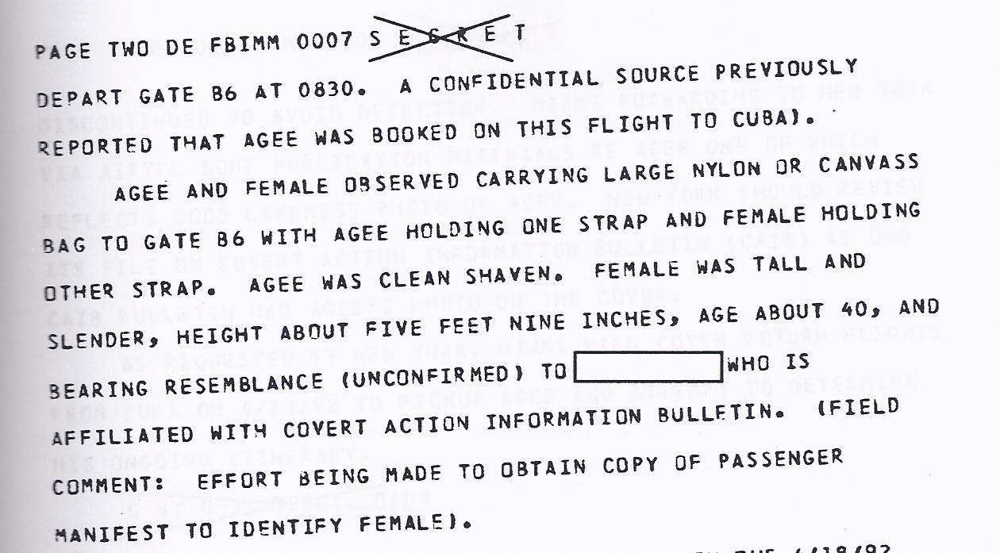 PAGE TWO DE FBIMM 0007 S E C R E T
DEPART GATE B6 AT 0830. A CONFIDENTIAL SOURCE PREVIOUSLY
REPORTED THAT AGEE WAS BOOKED ON THIS FLIGHT TO CUBA).
AGEE AND FEMALE OBSERVED CARRYING LARGE NYLON OR CANVASS
BAG TO GATE B6 WITH AGEE HOLDING ONE STRAP AND FEMALE HOLDING
OTHER STRAP. AGEE WAS CLEAN SHAVEN. FEMALE WAS TALL AND
SLENDER, HEIGHT ABOUT FIVE FEET NINE INCHES, AGE ABOUT 40, AND
BEARING RESEMBLANCE (UNCONFIRMED) TO WHO IS
AFFILIATED WITH COVERT ACTION INFORMATION BULLETIN. (FIELD
COMMENT: EFFORT BEING MADE TO OBTAIN COPY OF PASSENGER
MANIFEST TO IDENTIFY FEMALE).
4/18/92